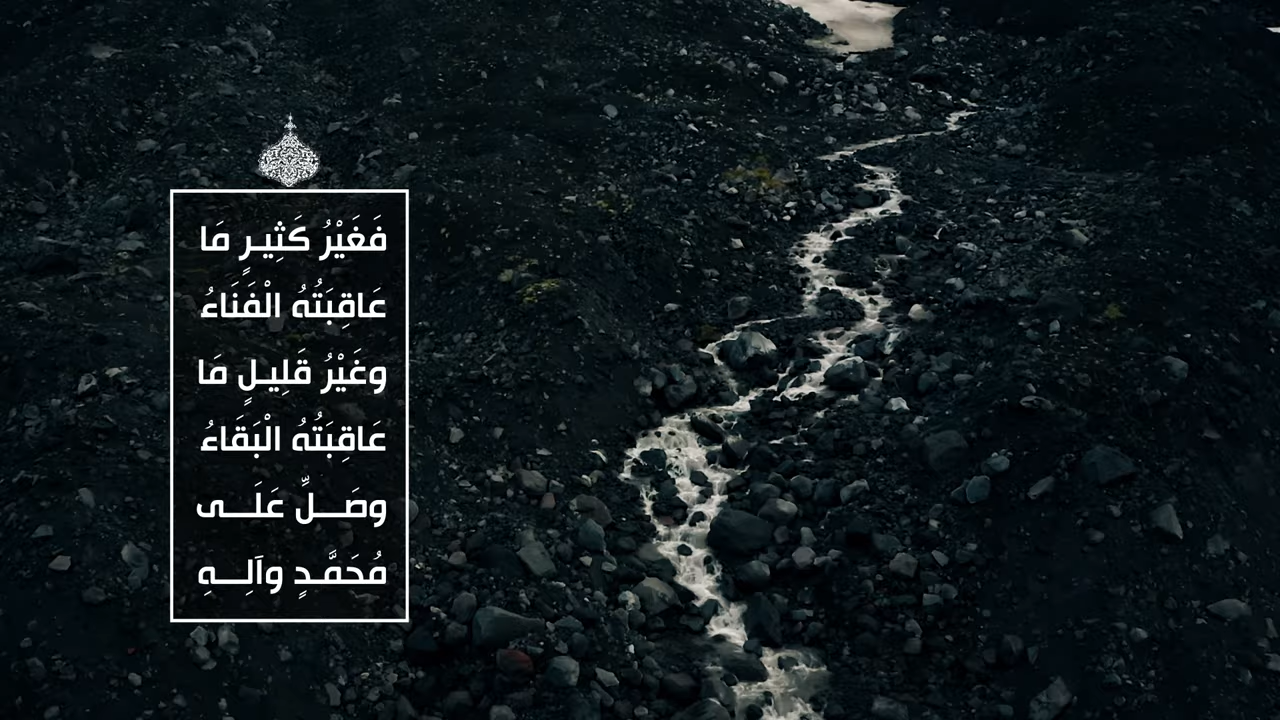 فَغَيْرُ كَثِيرٍ مَا
عَاقِبَتُهُ الْفَنَاءُ
وغَيْرُ قَلِيلٍ مَا
عَاقِبَتُهُ الْبَقَاءُ
وصَلِّ عَلَى
مُحَمَّدٍ وآلِهِ